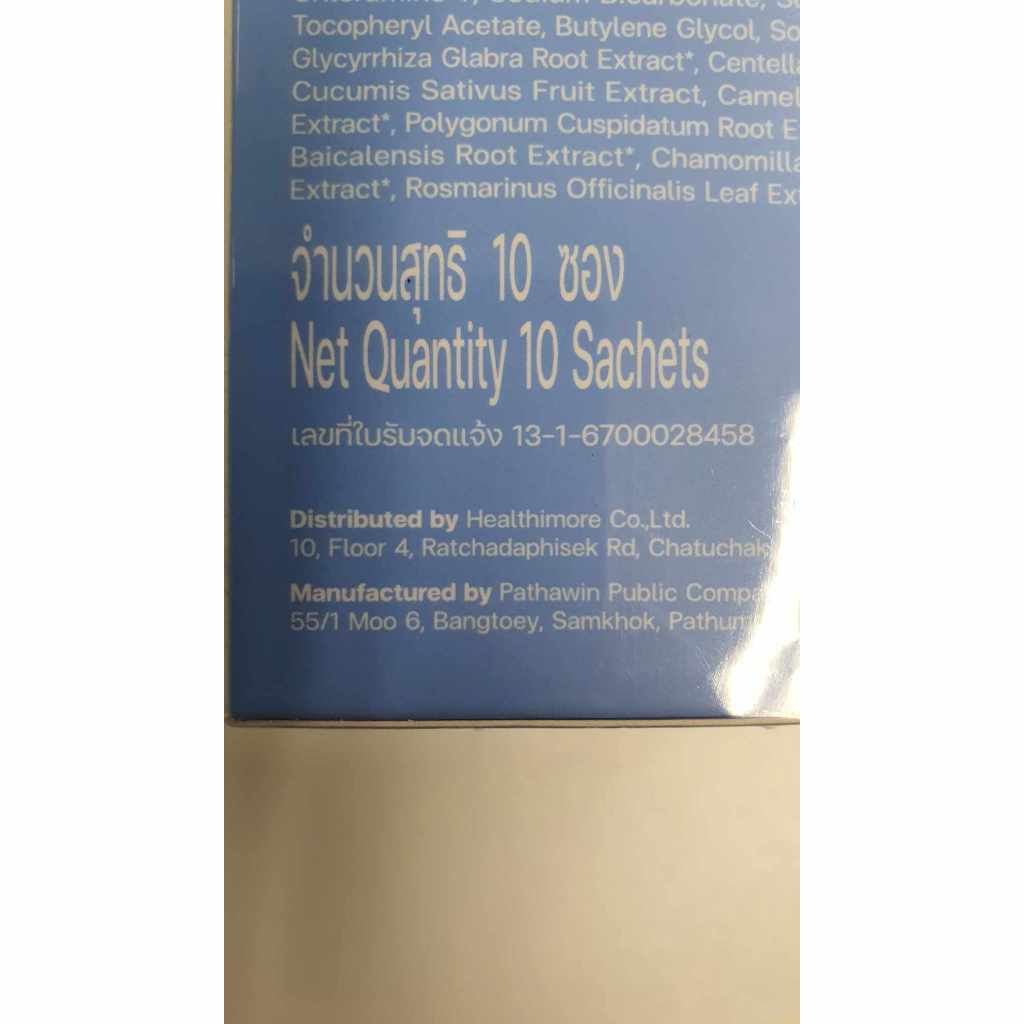 Tocopheryl Acetate, Butylene Glycol,
Glycyrrhiza Glabra Root Extract*, Centella
Cucumis Sativus Fruit Extract,
Extract*, Polygonum Cuspidatum Root
Baicalensis Root Extract*, Chamomilla
Extract*, Rosmarinus Officinalis Leaf
จำนวนสุทธิ 10 ซอง
Net Quantity 10 Sachets
เลขที่ใบรับจดแจ้ง 13-1-6700028458
Distributed by Healthimore Co.,Ltd.
10, Floor 4, Ratchadaphisek Rd, Chatuchak
Manufactured by Pathawin Public
55/1 Moo 6, Bangtoey, Samkhok,